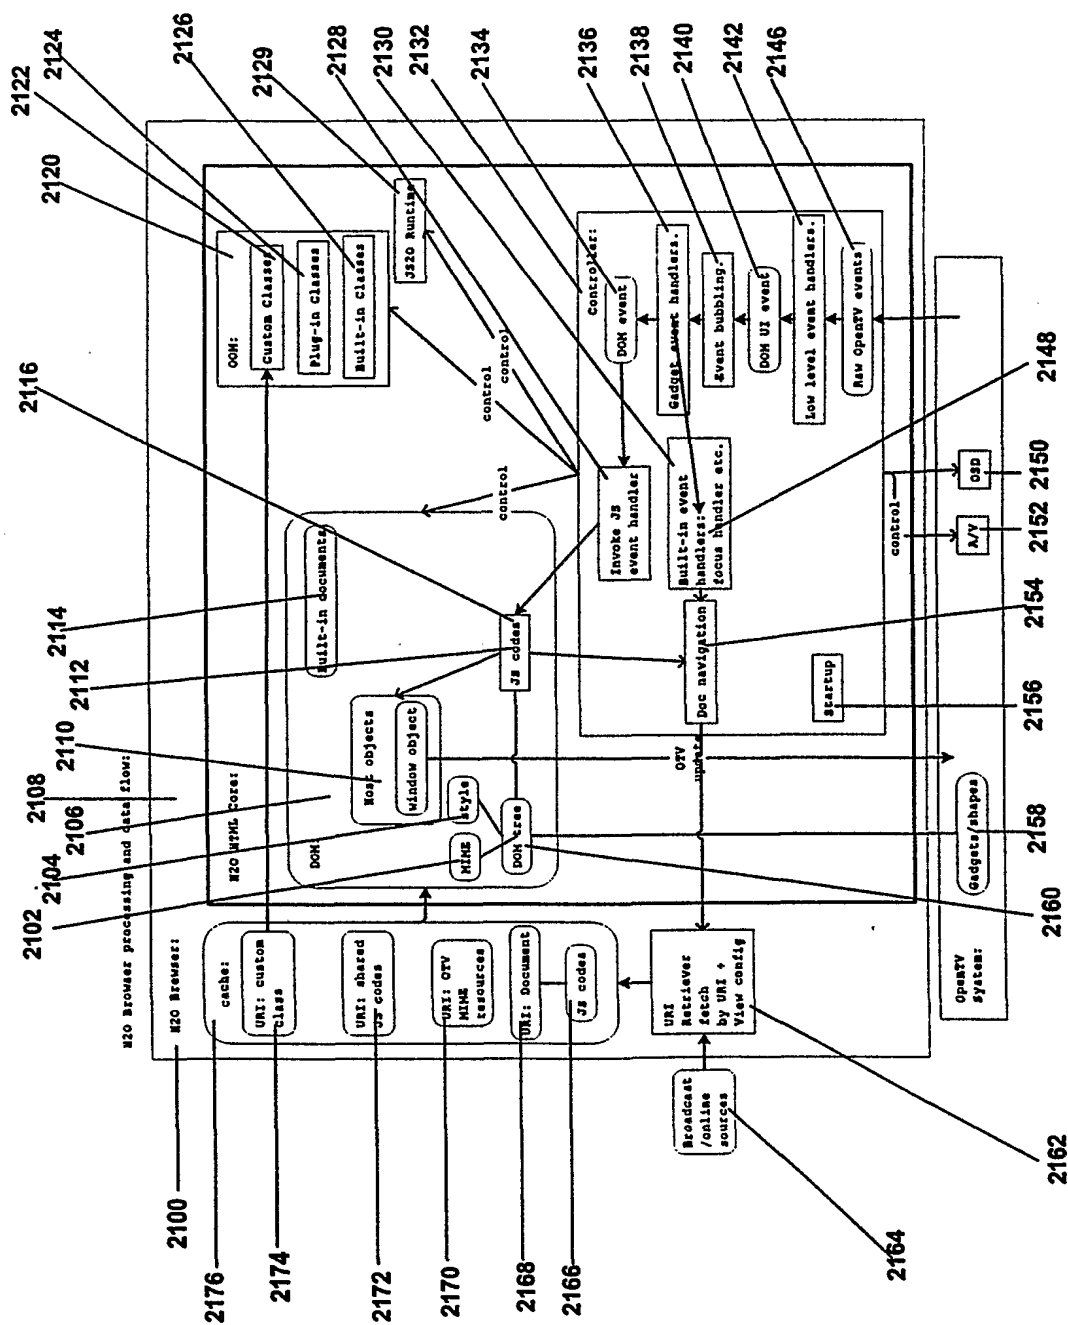 H2O Browser processing and data flow:
H2O Browser:
cache:
URI: custom
class
URI: shared
JS codes
URI: OTV
MIME
resources
URI: Document
JS codes
URI
Retriever
fetch
by URI +
View config
Broadcast
/online
sources
H2O HTML Core:
DOM:
MIME
style
DOM tree
Host objects
window object
JS codes
Built-in documents
OOM:
Custom Classes
Plug-in Classes
Built-in Classes
JS2O Runtime
control
control
control
Controller:
DOM event
Gadget event handlers.
Event bubbling.
DOM UI event
Low level event handlers.
Raw OpenTV events
Invoke JS
event handler
Built-in event
handlers:
focus handler etc.
Doc navigation
Startup
OTV
update
control
OpenTV
system:
Gadgets/shapes
A/V
OSD
2100
2102
2104
2106
2108
2110
2112
2114
2116
2120
2122
2124
2126
2129
2128
2130
2132
2134
2136
2138
2140
2142
2146
2148
2150
2152
2154
2156
2158
2160
2162
2164
2166
2168
2170
2172
2174
2176